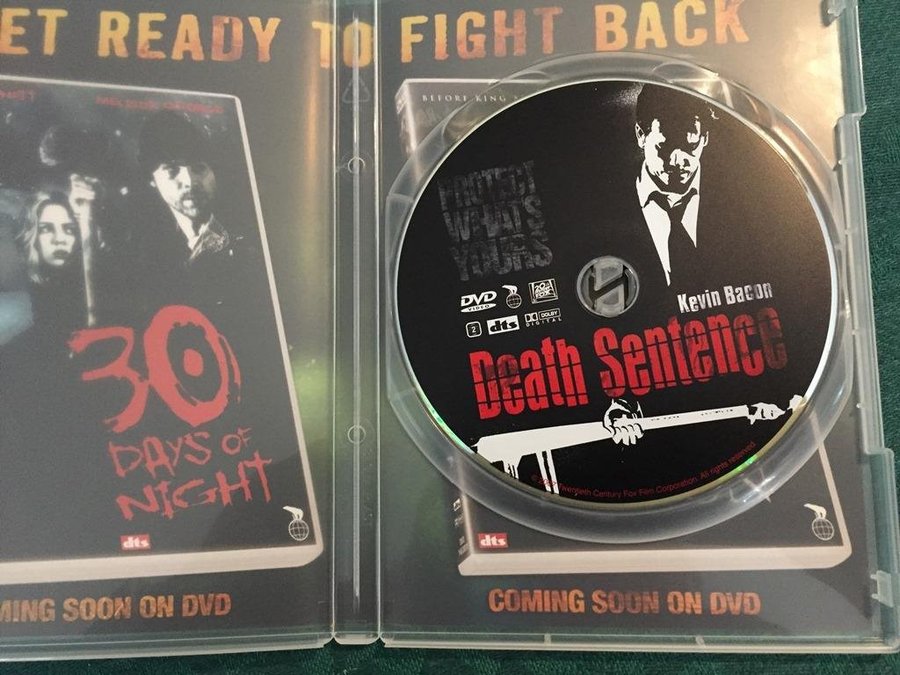 ET READY TO FIGHT BACK
BEFORE KING
30
DAYS OF
NIGHT
dts
MING SOON ON DVD
PROTECT
WHAT'S
YOURS
DVD
VIDEO
2
dts
DOLBY
DIGITAL
Kevin Bacon
Death Sentence
Twentieth Century Fox Film Corporation. All rights reserved.
dts
COMING SOON ON DVD